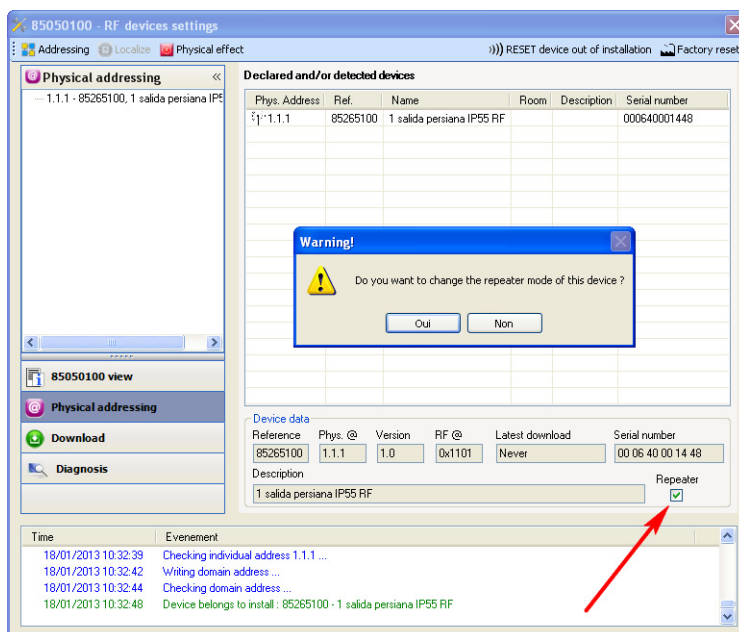 85050100 - RF devices settings
Addressing Localize Physical effect ))) RESET device out of installation Factory reset
Physical addressing «
1.1.1 - 85265100, 1 salida persiana IP5
Declared and/or detected devices
Phys. Address Ref. Name Room Description Serial number
1.1.1 85265100 1 salida persiana IP55 RF 000640001448
Warning!
Do you want to change the repeater mode of this device ?
Oui Non
85050100 view
Physical addressing
Download
Diagnosis
Device data
Reference Phys. @ Version RF @ Latest download Serial number
85265100 1.1.1 1.0 0x1101 Never 00 06 40 00 14 48
Description
Repeater
1 salida persiana IP55 RF
Time Evenement
18/01/2013 10:32:39 Checking individual address 1.1.1 ...
18/01/2013 10:32:42 Writing domain address ...
18/01/2013 10:32:44 Checking domain address ...
18/01/2013 10:32:48 Device belongs to install : 85265100 - 1 salida persiana IP55 RF